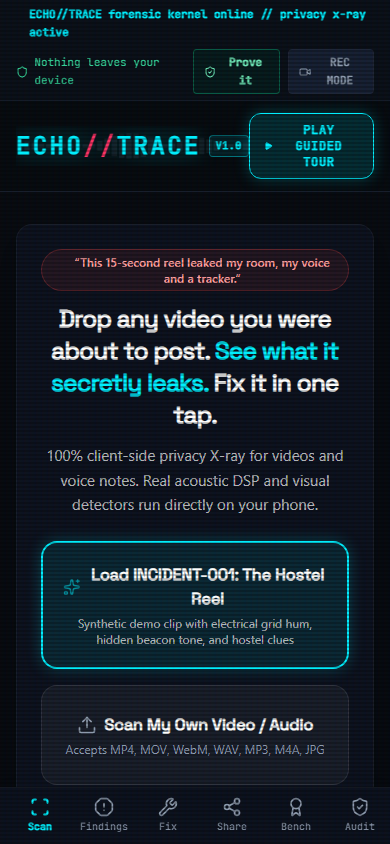 ECHO//TRACE forensic kernel online // privacy x-ray
active
Nothing leaves your
device
Prove
it
REC
MODE
ECHO//TRACE
V1.0
PLAY
GUIDED
TOUR
“This 15-second reel leaked my room, my voice
and a tracker.”
Drop any video you were
about to post. See what it
secretly leaks. Fix it in one
tap.
100% client-side privacy X-ray for videos and
voice notes. Real acoustic DSP and visual
detectors run directly on your phone.
Load INCIDENT-001: The Hostel
Reel
Synthetic demo clip with electrical grid hum,
hidden beacon tone, and hostel clues
Scan My Own Video / Audio
Accepts MP4, MOV, WebM, WAV, MP3, M4A, JPG
Scan
Findings
Fix
Share
Bench
Audit